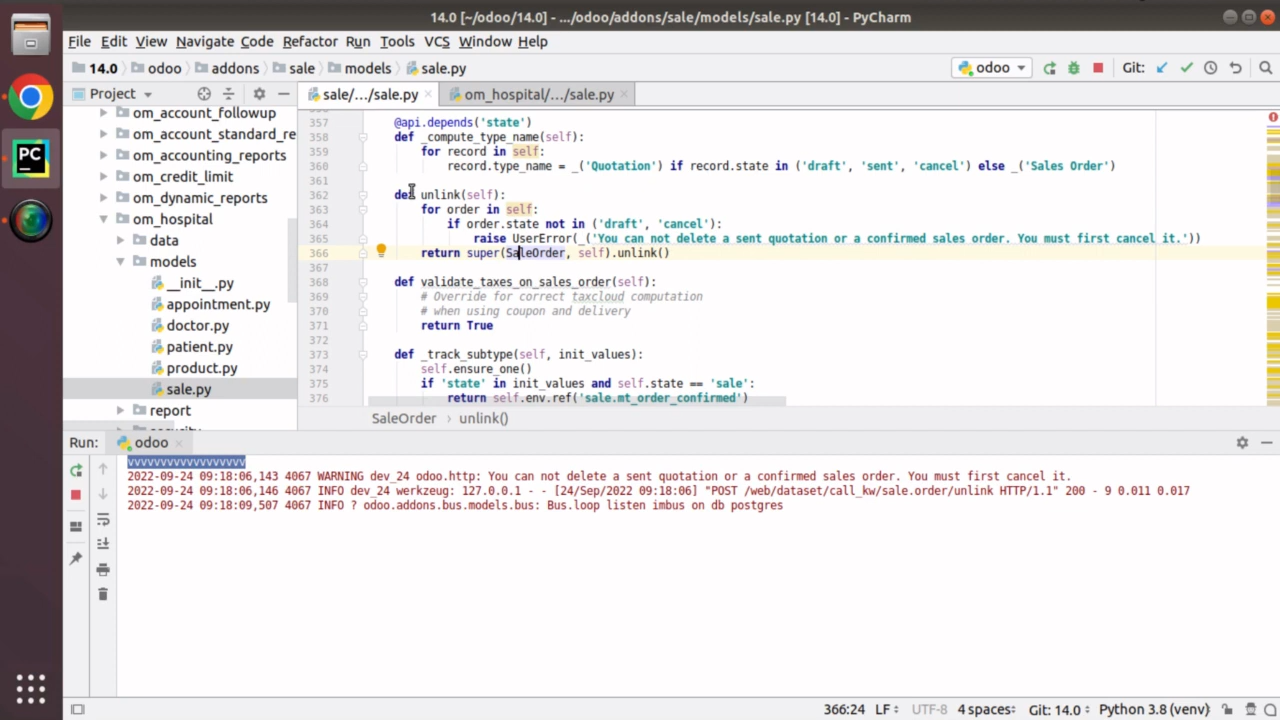 14.0 [~/odoo/14.0] - .../odoo/addons/sale/models/sale.py [14.0] - PyCharm
File Edit View Navigate Code Refactor Run Tools VCS Window Help
14.0 odoo addons sale models sale.py odoo Git:
Project
sale/.../sale.py om_hospital/.../sale.py
om_account_followup
om_account_standard_re
om_accounting_reports
om_credit_limit
om_dynamic_reports
om_hospital
data
models
__init__.py
appointment.py
doctor.py
patient.py
product.py
sale.py
report
357 @api.depends('state')
358 def _compute_type_name(self):
359 for record in self:
360 record.type_name = _('Quotation') if record.state in ('draft', 'sent', 'cancel') else _('Sales Order')
361
362 def unlink(self):
363 for order in self:
364 if order.state not in ('draft', 'cancel'):
365 raise UserError(_('You can not delete a sent quotation or a confirmed sales order. You must first cancel it.'))
366 return super(SaleOrder, self).unlink()
367
368 def validate_taxes_on_sales_order(self):
369 # Override for correct taxcloud computation
370 # when using coupon and delivery
371 return True
372
373 def _track_subtype(self, init_values):
374 self.ensure_one()
375 if 'state' in init_values and self.state == 'sale':
376 return self.env.ref('sale.mt_order_confirmed')
SaleOrder unlink()
Run: odoo
vvvvvvvvvvvvvvvvvv
2022-09-24 09:18:06,143 4067 WARNING dev_24 odoo.http: You can not delete a sent quotation or a confirmed sales order. You must first cancel it.
2022-09-24 09:18:06,146 4067 INFO dev_24 werkzeug: 127.0.0.1 - - [24/Sep/2022 09:18:06] "POST /web/dataset/call_kw/sale.order/unlink HTTP/1.1" 200 - 9 0.011 0.017
2022-09-24 09:18:09,507 4067 INFO ? odoo.addons.bus.models.bus: Bus.loop listen imbus on db postgres
366:24 LF UTF-8 4 spaces Git: 14.0 Python 3.8 (venv)